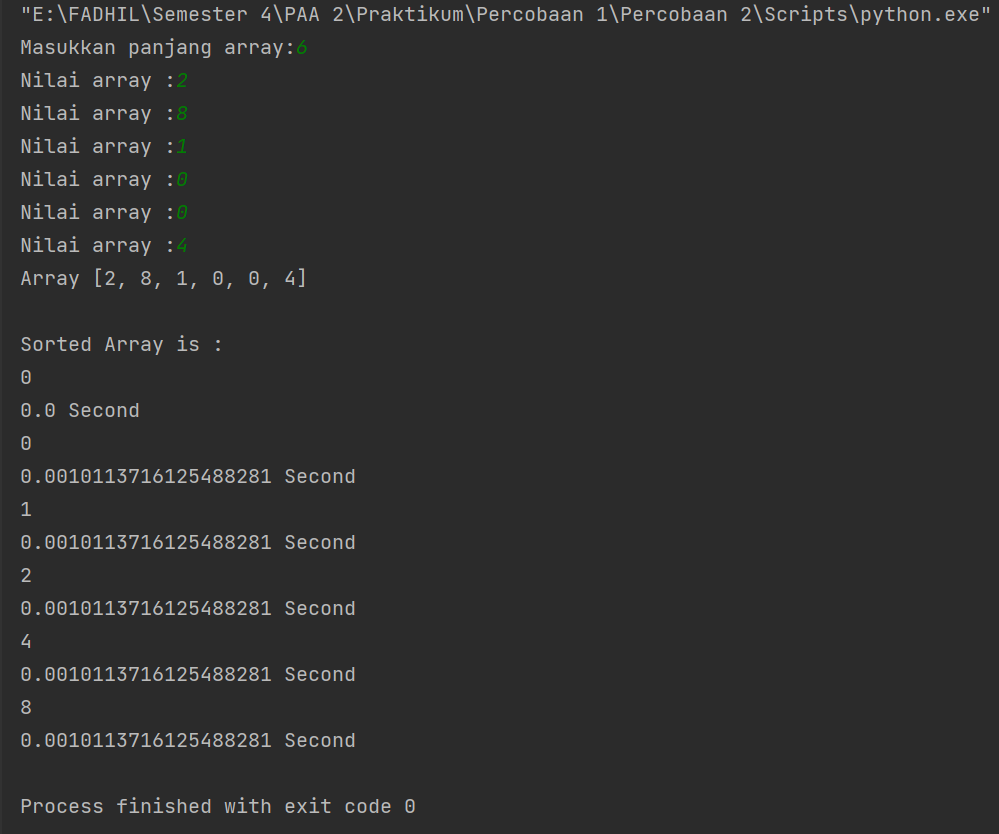 "E:\FADHIL\Semester 4\PAA 2\Praktikum\Percobaan 1\Percobaan 2\Scripts\python.exe"
Masukkan panjang array:6
Nilai array :2
Nilai array :8
Nilai array :1
Nilai array :0
Nilai array :0
Nilai array :4
Array [2, 8, 1, 0, 0, 4]
Sorted Array is :
0
0.0 Second
0
0.0010113716125488281 Second
1
0.0010113716125488281 Second
2
0.0010113716125488281 Second
4
0.0010113716125488281 Second
8
0.0010113716125488281 Second
Process finished with exit code 0